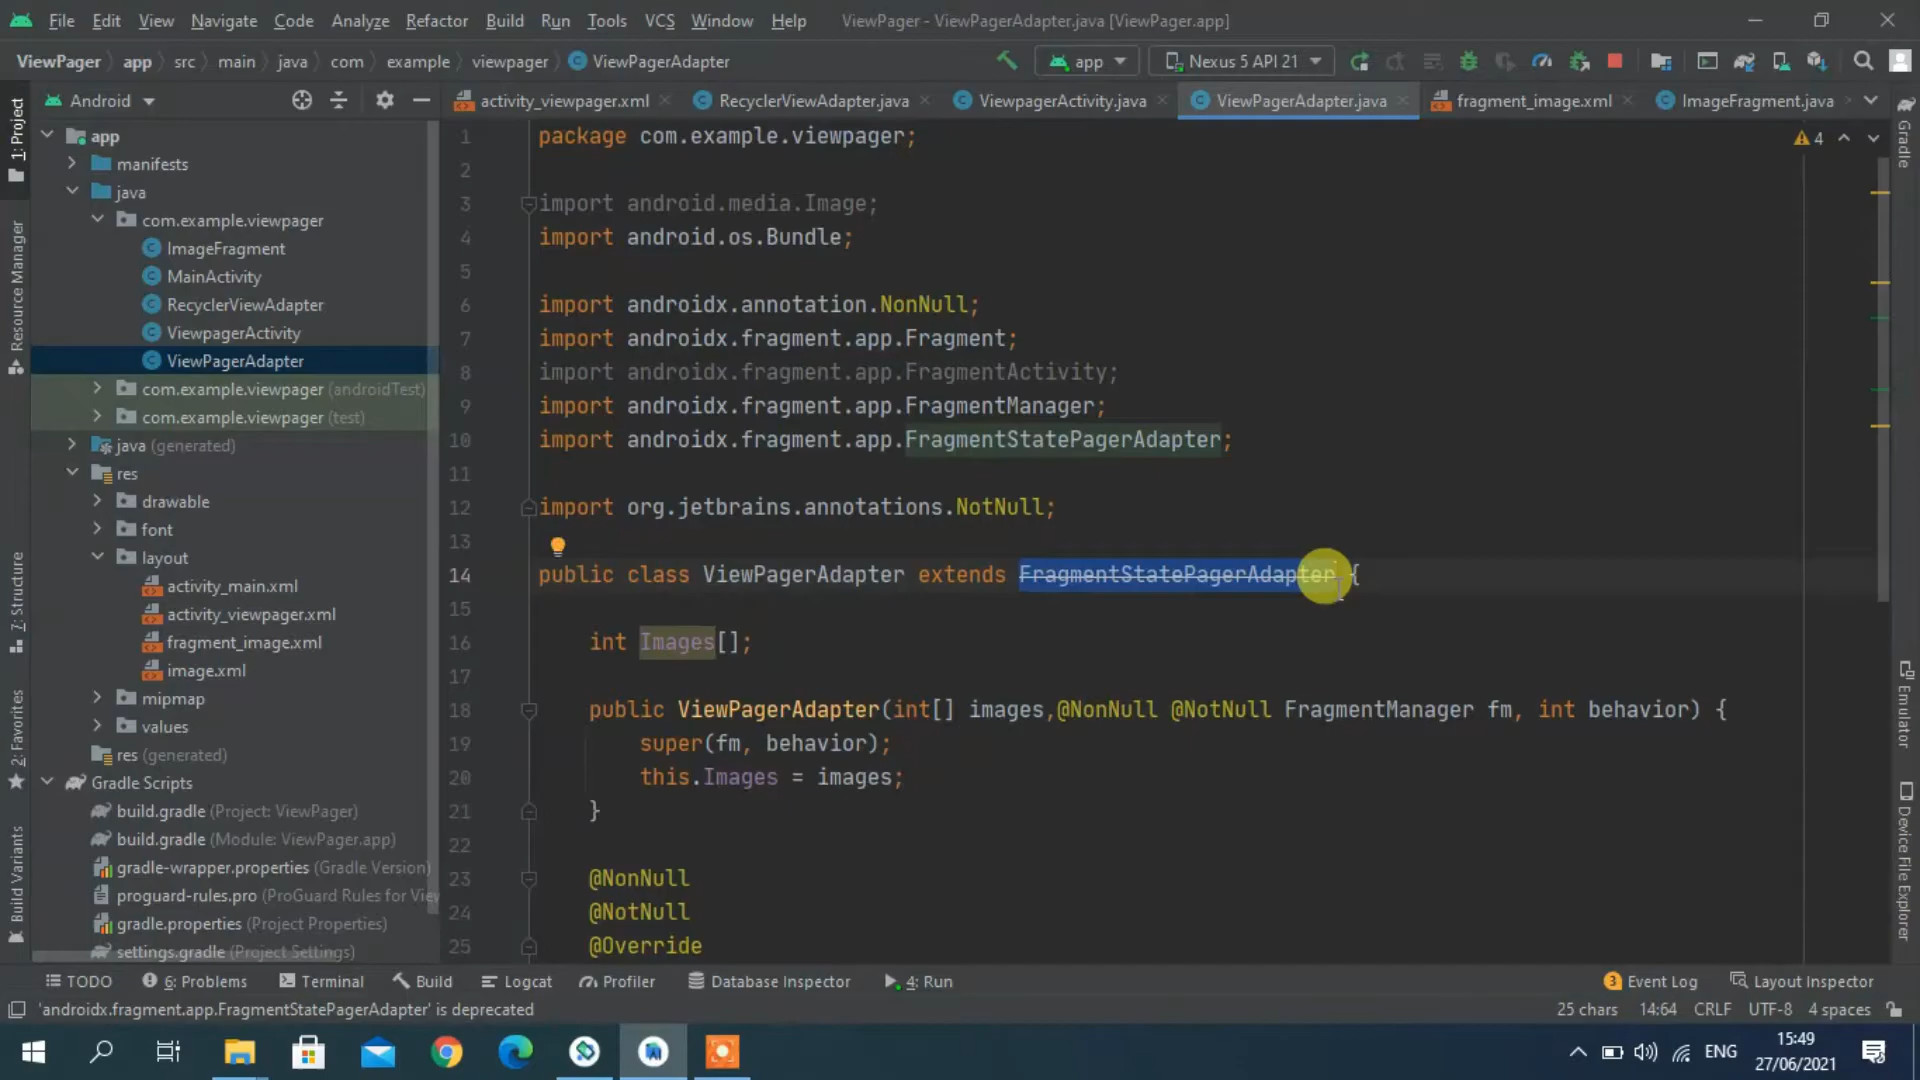 File Edit View Navigate Code Analyze Refactor Build Run Tools VCS Window Help ViewPager - ViewPagerAdapter.java [ViewPager.app]
ViewPager app src main java com example viewpager ViewPagerAdapter app Nexus 5 API 21
Android activity_viewpager.xml RecyclerViewAdapter.java ViewpagerActivity.java ViewPagerAdapter.java fragment_image.xml ImageFragment.java
1: Project
Resource Manager
7: Structure
2: Favorites
Build Variants
app
manifests
java
com.example.viewpager
ImageFragment
MainActivity
RecyclerViewAdapter
ViewpagerActivity
ViewPagerAdapter
com.example.viewpager (androidTest)
com.example.viewpager (test)
java (generated)
res
drawable
font
layout
activity_main.xml
activity_viewpager.xml
fragment_image.xml
image.xml
mipmap
values
res (generated)
Gradle Scripts
build.gradle (Project: ViewPager)
build.gradle (Module: ViewPager.app)
gradle-wrapper.properties (Gradle Version)
proguard-rules.pro (ProGuard Rules for Vie
gradle.properties (Project Properties)
settings.gradle (Project Settings)
4
1 package com.example.viewpager;
2
3 import android.media.Image;
4 import android.os.Bundle;
5
6 import androidx.annotation.NonNull;
7 import androidx.fragment.app.Fragment;
8 import androidx.fragment.app.FragmentActivity;
9 import androidx.fragment.app.FragmentManager;
10 import androidx.fragment.app.FragmentStatePagerAdapter;
11
12 import org.jetbrains.annotations.NotNull;
13
14 public class ViewPagerAdapter extends FragmentStatePagerAdapter {
15
16 int Images[];
17
18 public ViewPagerAdapter(int[] images,@NonNull @NotNull FragmentManager fm, int behavior) {
19 super(fm, behavior);
20 this.Images = images;
21 }
22
23 @NonNull
24 @NotNull
25 @Override
Gradle
Emulator
Device File Explorer
TODO 6: Problems Terminal Build Logcat Profiler Database Inspector 4: Run 3 Event Log Layout Inspector
'androidx.fragment.app.FragmentStatePagerAdapter' is deprecated 25 chars 14:64 CRLF UTF-8 4 spaces
ENG 15:49
27/06/2021